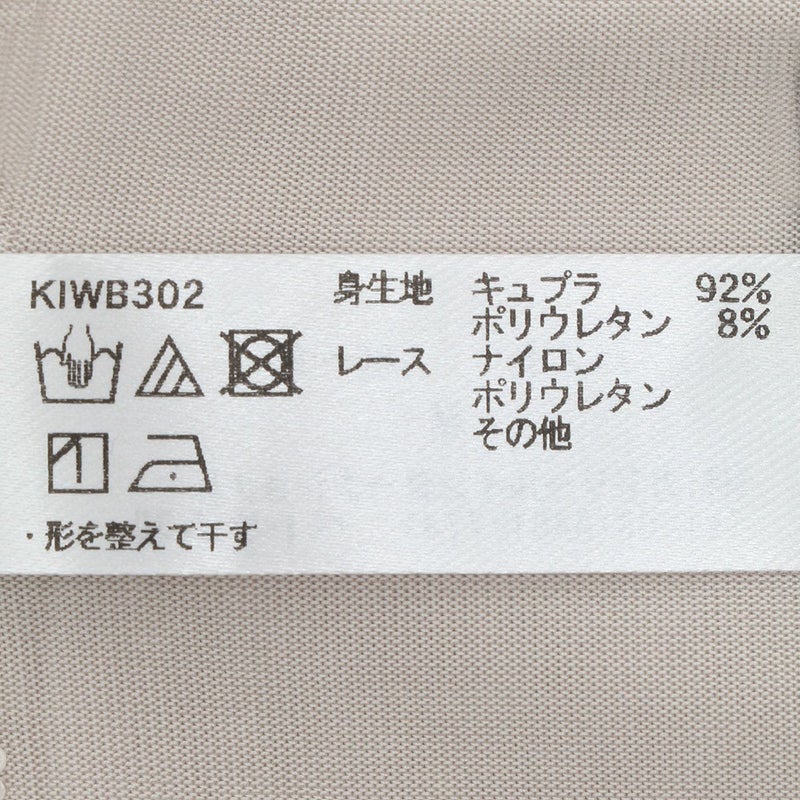 KIWB302
身生地 キュプラ 92%
ポリウレタン 8%
レース ナイロン
ポリウレタン
その他
・形を整えて干す